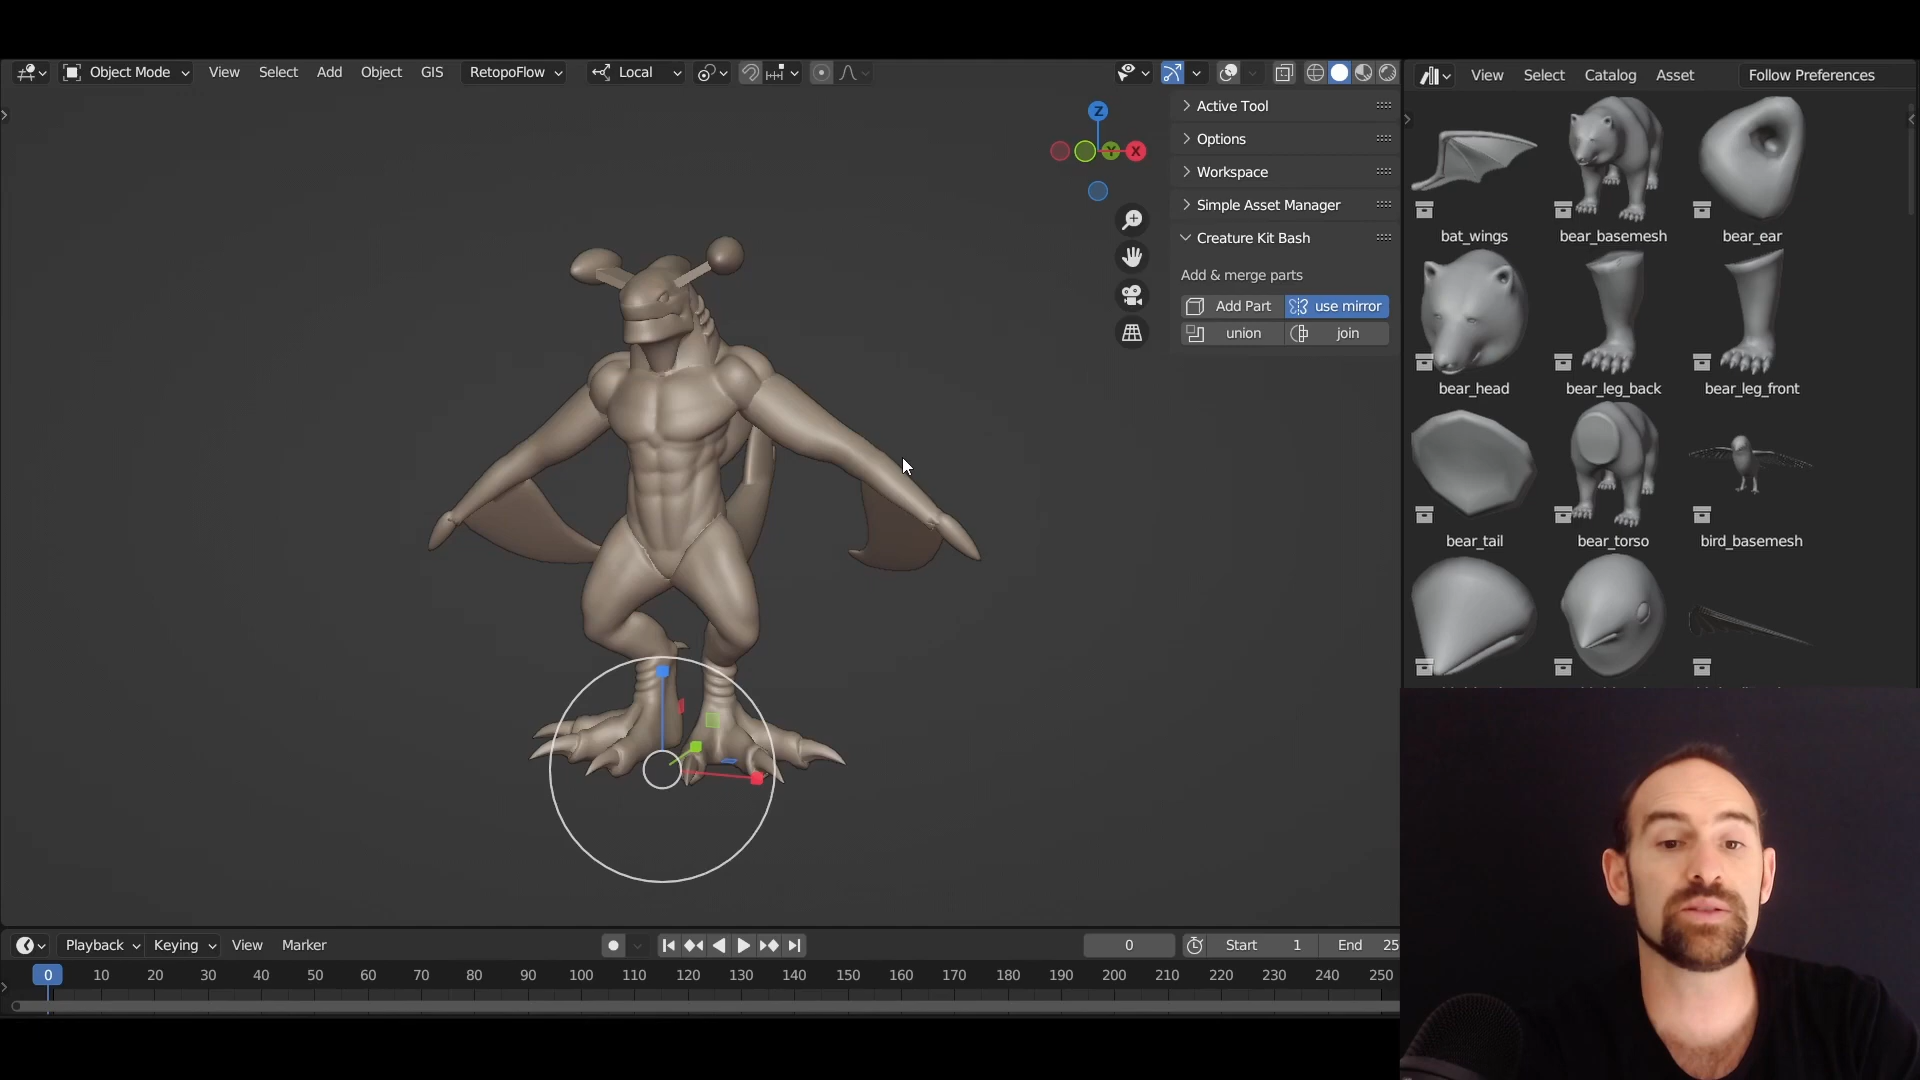 Object Mode View Select Add Object GIS RetopoFlow Local
View Select Catalog Asset Follow Preferences
Z
Y X
Active Tool
Options
Workspace
Simple Asset Manager
Creature Kit Bash
Add & merge parts
Add Part use mirror
union join
bat_wings bear_basemesh bear_ear
bear_head bear_leg_back bear_leg_front
bear_tail bear_torso bird_basemesh
Playback Keying View Marker 0 Start 1 End 25
0 10 20 30 40 50 60 70 80 90 100 110 120 130 140 150 160 170 180 190 200 210 220 230 240 250